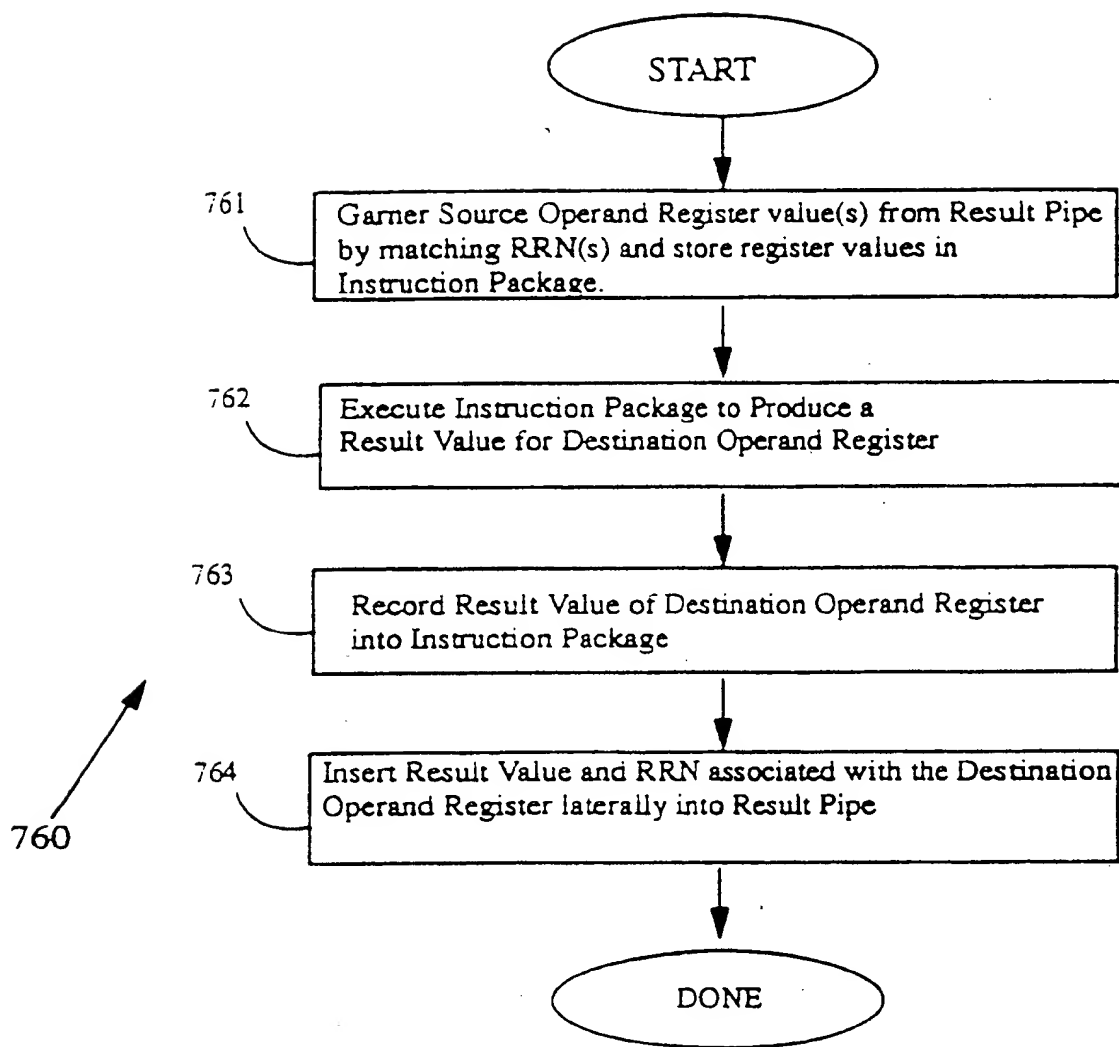 START
761
Garner Source Operand Register value(s) from Result Pipe
by matching RRN(s) and store register values in
Instruction Package.
762
Execute Instruction Package to Produce a
Result Value for Destination Operand Register
763
Record Result Value of Destination Operand Register
into Instruction Package
764
Insert Result Value and RRN associated with the Destination
Operand Register laterally into Result Pipe
760
DONE